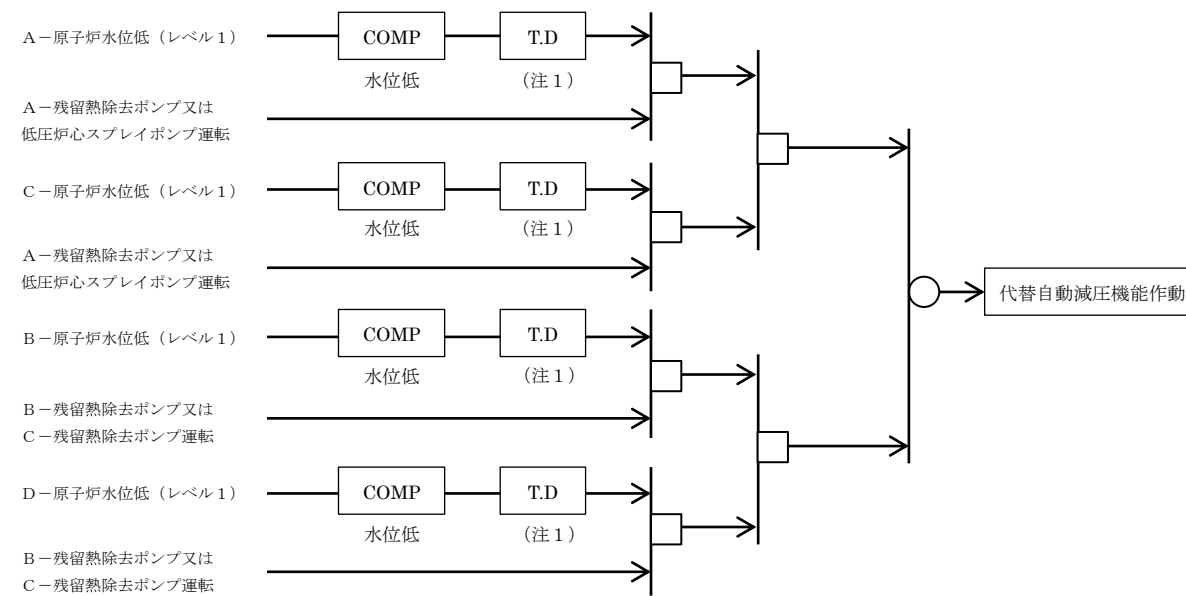 A－原子炉水位低（レベル１）
COMP
T.D
水位低
（注１）
A－残留熱除去ポンプ又は
低圧炉心スプレイポンプ運転
C－原子炉水位低（レベル１）
COMP
T.D
水位低
（注１）
A－残留熱除去ポンプ又は
低圧炉心スプレイポンプ運転
代替自動減圧機能作動
B－原子炉水位低（レベル１）
COMP
T.D
水位低
（注１）
B－残留熱除去ポンプ又は
C－残留熱除去ポンプ運転
D－原子炉水位低（レベル１）
COMP
T.D
水位低
（注１）
B－残留熱除去ポンプ又は
C－残留熱除去ポンプ運転